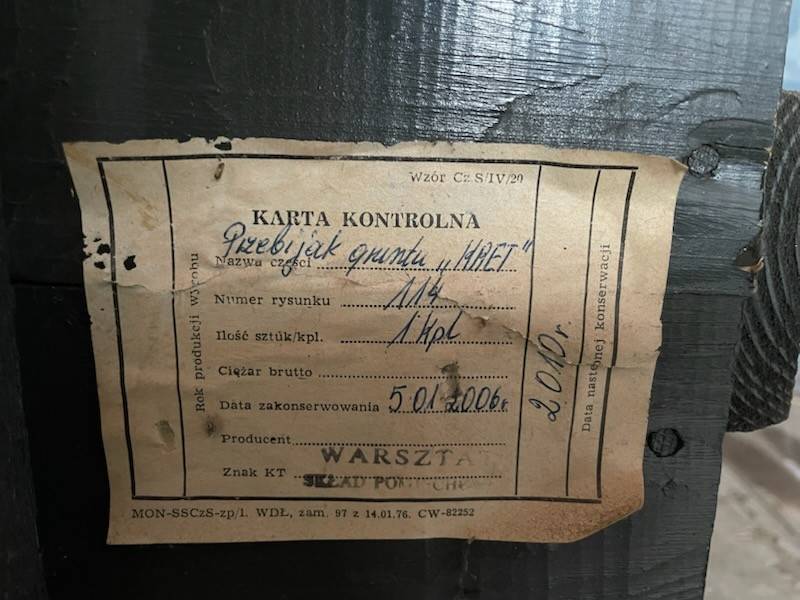 Wzór Cz.S/IV/20
KARTA KONTROLNA
Przebijak gruntu „KRET"
Nazwa części
Numer rysunku 114
Ilość sztuk/kpl. 1 kpl
Ciężar brutto
Data zakonserwowania 5 01 2006r.
Producent
WARSZTA
Znak KT
SKŁAD
Rok produkcji wyrobu
2010r.
Data następnej konserwacji
MON-SSCzS-zp/1. WDŁ, zam. 97 z 14.01.76. CW-82252